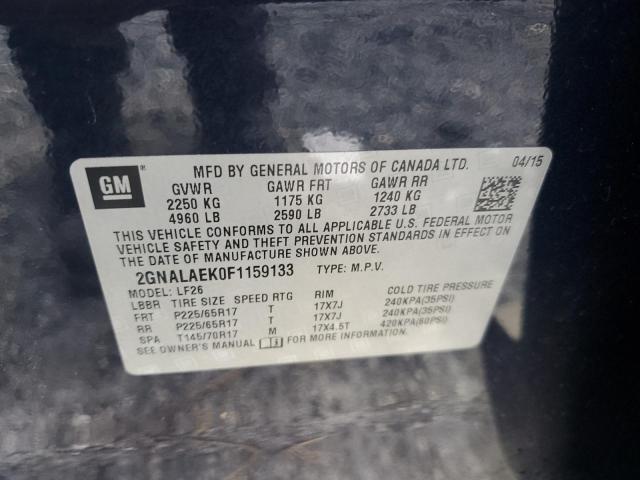 GM
®
MFD BY GENERAL MOTORS OF CANADA LTD. 04/15
GVWR GAWR FRT GAWR RR
2250 KG 1175 KG 1240 KG
4960 LB 2590 LB 2733 LB
THIS VEHICLE CONFORMS TO ALL APPLICABLE U.S. FEDERAL MOTOR
VEHICLE SAFETY AND THEFT PREVENTION STANDARDS IN EFFECT ON
THE DATE OF MANUFACTURE SHOWN ABOVE.
2GNALAEK0F1159133 TYPE: M.P.V.
MODEL: LF26
LBBR TIRE SIZE SPEED RTG RIM COLD TIRE PRESSURE
FRT P225/65R17 T 17X7J 240KPA(35PSI)
RR P225/65R17 T 17X7J 240KPA(35PSI)
SPA T145/70R17 M 17X4.5T 420KPA(60PSI)
SEE OWNER'S MANUAL FOR MORE INFORMATION.